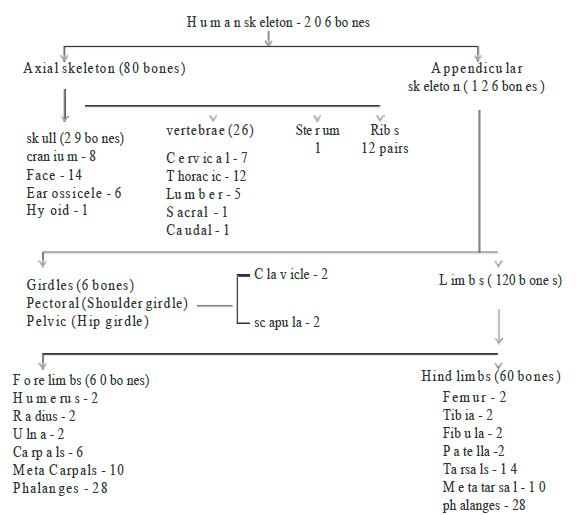 Human skeleton - 206 bones
Axial skeleton (80 bones)
Appendicular
skeleton (126 bones)
skull (29 bones)
cranium - 8
Face - 14
Ear ossicele - 6
Hyoid - 1
vertebrae (26)
Cervical - 7
Thoracic - 12
Lumber - 5
Sacral - 1
Caudal - 1
Sterum
1
Ribs
12 pairs
Girdles (6 bones)
Pectoral (Shoulder girdle)
Pelvic (Hip girdle)
Clavicle - 2
scapula - 2
Limbs (120 bones)
Fore limbs (60 bones)
Humerus - 2
Radius - 2
Ulna - 2
Carpals - 6
Meta Carpals - 10
Phalanges - 28
Hind limbs (60 bones)
Femur - 2
Tibia - 2
Fibula - 2
Patella -2
Tarsals - 14
Metatarsal - 10
phalanges - 28